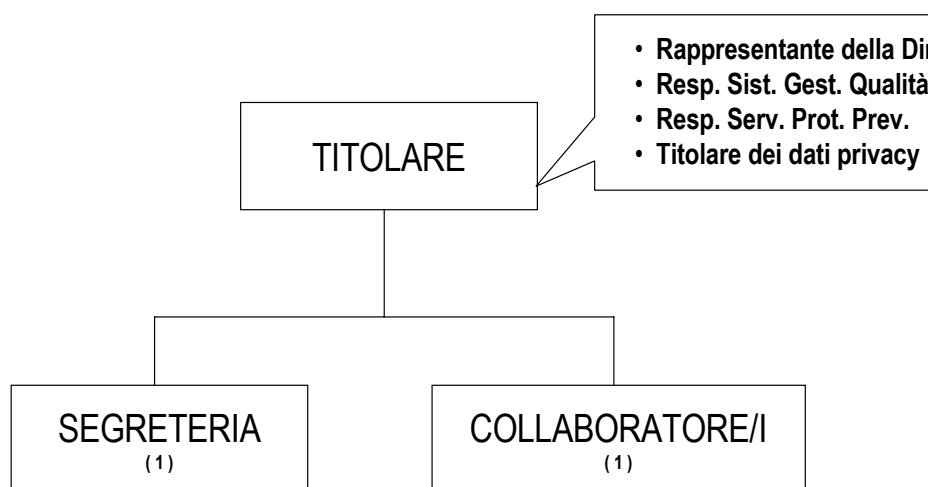 • Rappresentante della
• Resp. Sist. Gest. Qualità
• Resp. Serv. Prot. Prev.
• Titolare dei dati privacy
TITOLARE
SEGRETERIA
( 1 )
COLLABORATORE/I
( 1 )